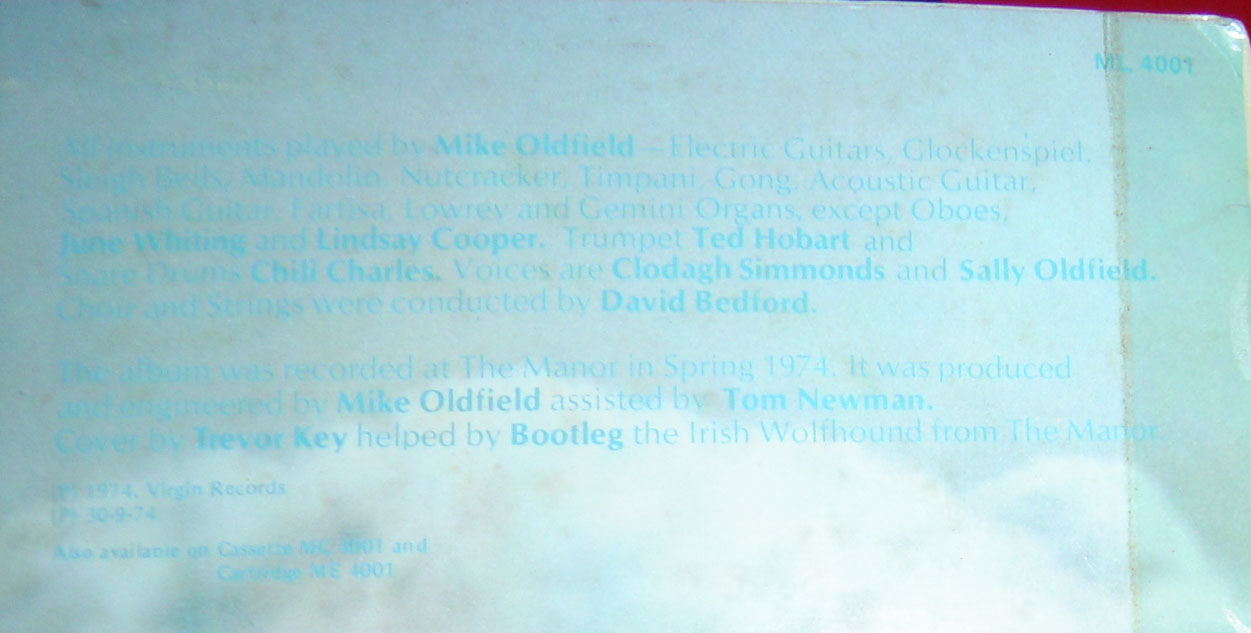 ML 4001
All instruments played by Mike Oldfield—Electric Guitars, Glockenspiel,
Sleigh Bells, Mandolin, Nutcracker, Timpani, Gong, Acoustic Guitar,
Spanish Guitar, Farfisa, Lowrey and Gemini Organs, except Oboes,
June Whiting and Lindsay Cooper. Trumpet Ted Hobart and
Snare Drums Chili Charles. Voices are Clodagh Simmonds and Sally Oldfield.
Choir and Strings were conducted by David Bedford.
The album was recorded at The Manor in Spring 1974. It was produced
and engineered by Mike Oldfield assisted by Tom Newman.
Cover by Trevor Key helped by Bootleg the Irish Wolfhound from The Manor
(P) 1974, Virgin Records
(P) 30-9-74
Also available on Cassette MC 4001 and
Cartridge ME 4001